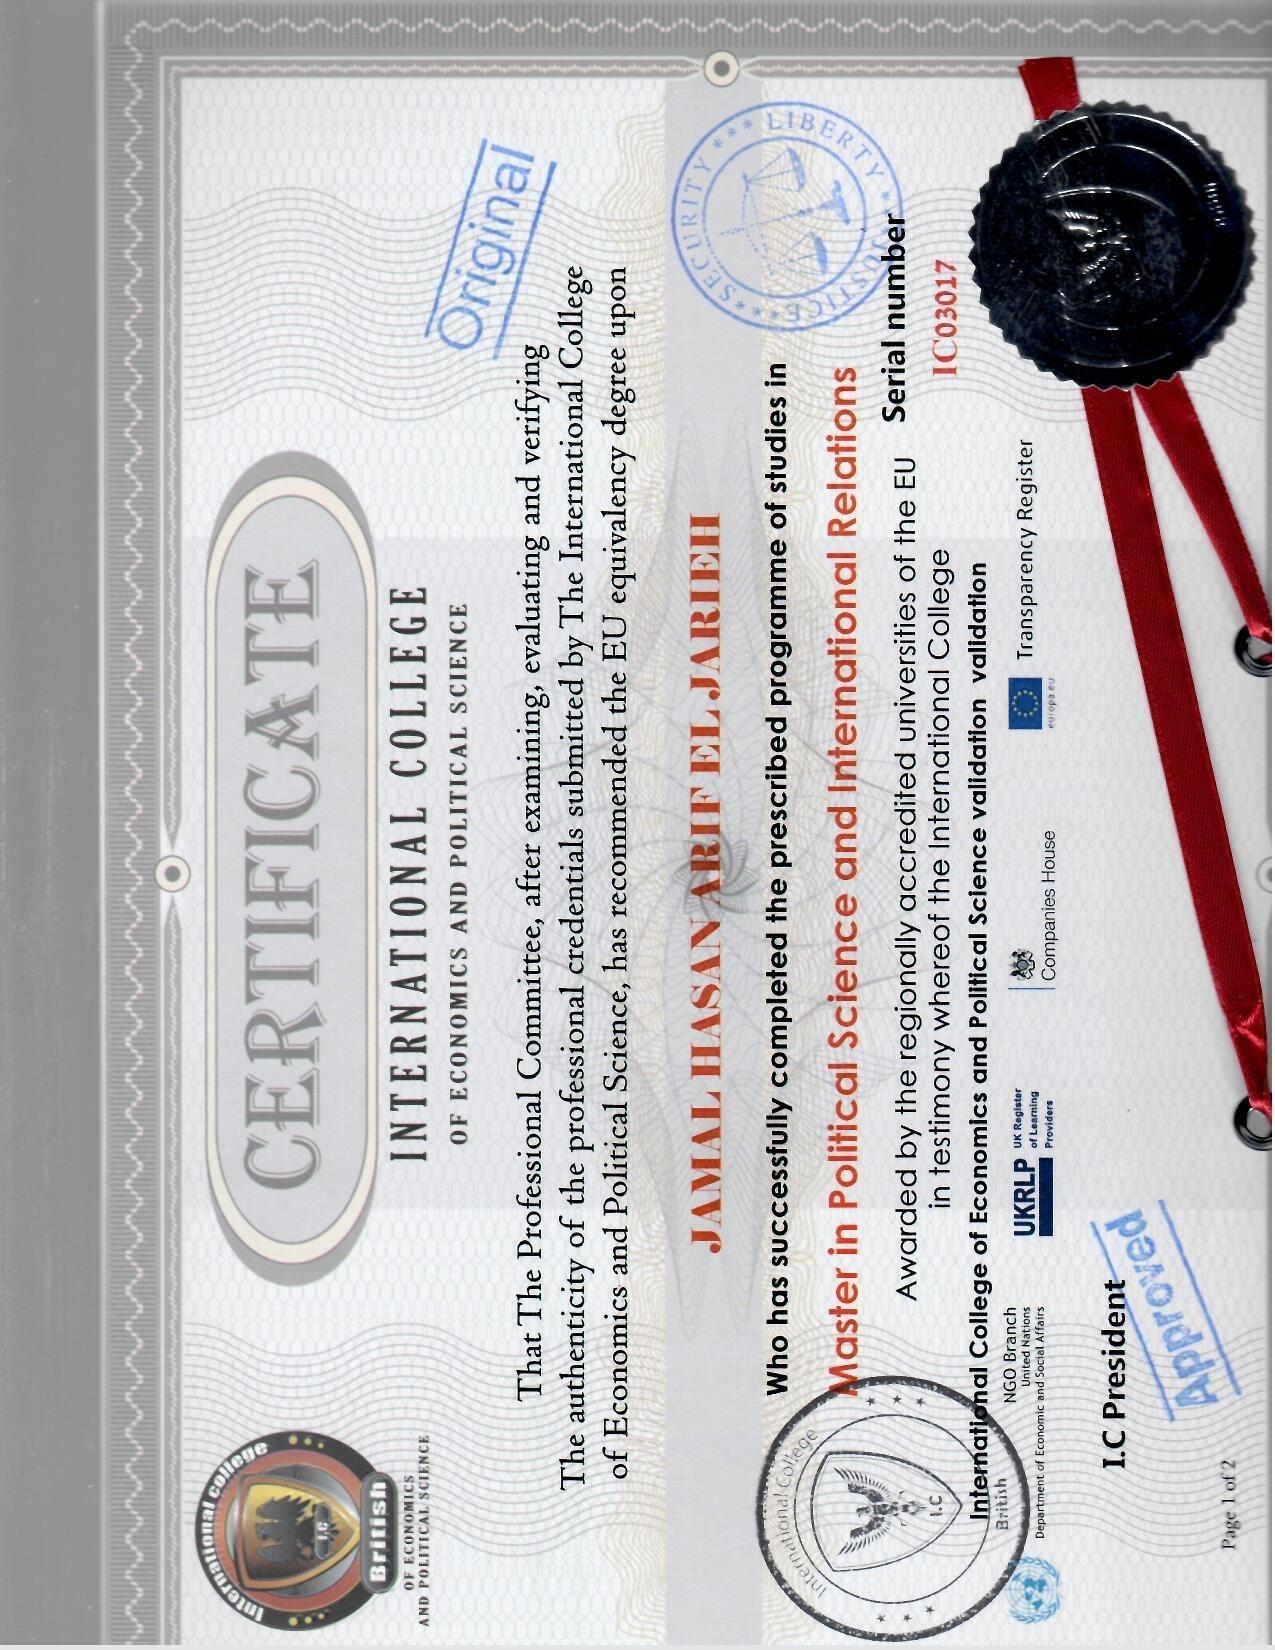 International college
I.C
British
OF ECONOMICS
AND POLITICAL SCIENCE
CERTIFICATE
INTERNATIONAL COLLEGE
OF ECONOMICS AND POLITICAL SCIENCE
Original
That The Professional Committee, after examining, evaluating and verifying
The authenticity of the professional credentials submitted by The International College
of Economics and Political Science, has recommended the EU equivalency degree upon
JAMAL HASAN ARIF EL JARIEH
SECURITY *** LIBERTY *** JUSTICE ***
Who has successfully completed the prescribed programme of studies in
Master in Political Science and International Relations
International College
I.C
British
Awarded by the regionally accredited universities of the EU
in testimony whereof the International College
Serial number
IC03017
International College of Economics and Political Science validation validation
NGO Branch
United Nations
Department of Economic and Social Affairs
UKRLP
UK Register
of Learning
Providers
Companies House
europa.eu
Transparency Register
I.C President
Approved
Page 1 of 2